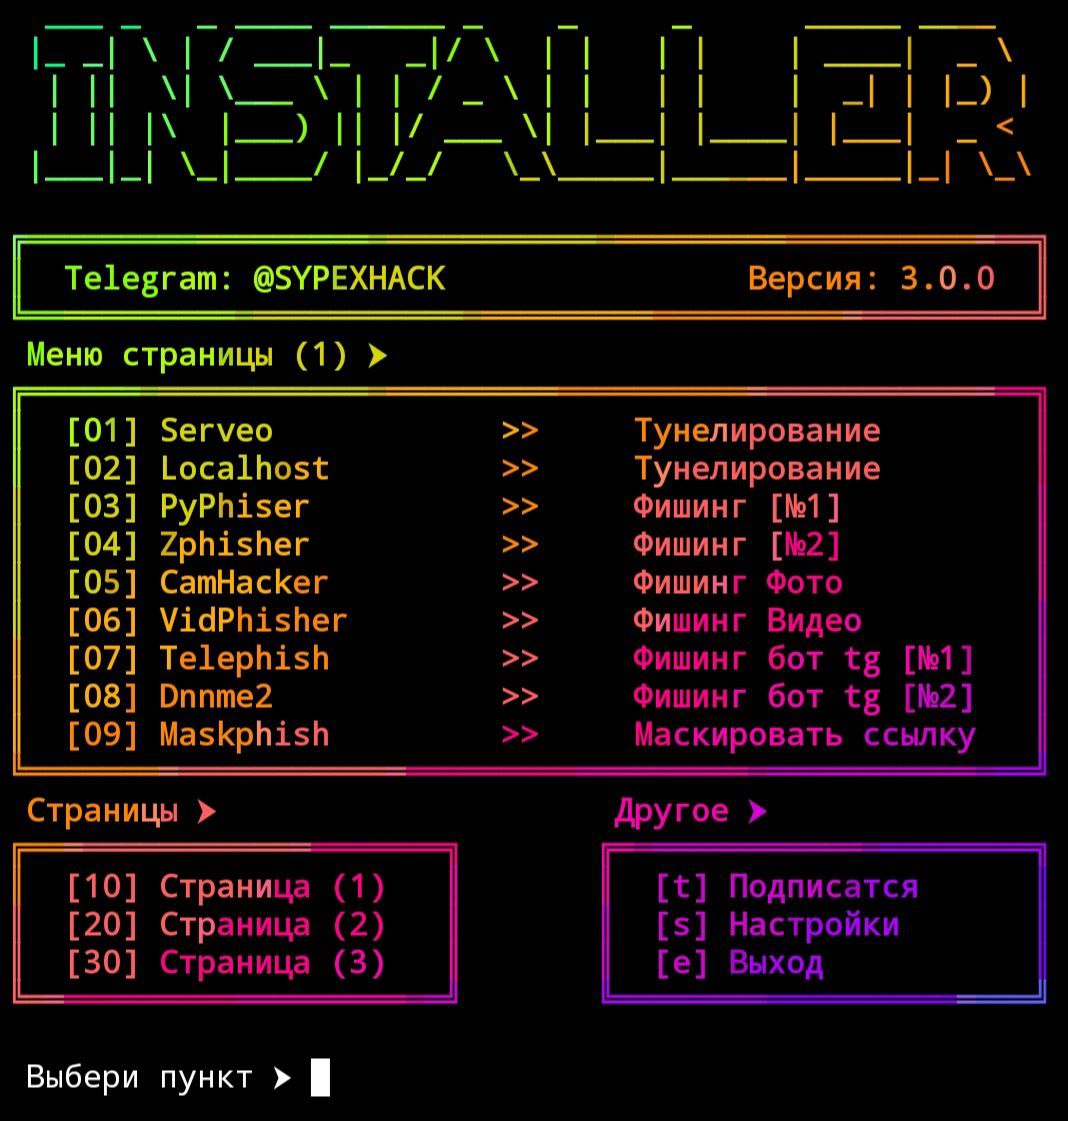 INSTALLER
Telegram: @SYPEXHACK Версия: 3.0.0
Меню страницы (1) ➤
[01] Serveo >> Тунелирование
[02] Localhost >> Тунелирование
[03] PyPhiser >> Фишинг [№1]
[04] Zphisher >> Фишинг [№2]
[05] CamHacker >> Фишинг Фото
[06] VidPhisher >> Фишинг Видео
[07] Telephish >> Фишинг бот tg [№1]
[08] Dnnme2 >> Фишинг бот tg [№2]
[09] Maskphish >> Маскировать ссылку
Страницы ➤ Другое ➤
[10] Страница (1) [t] Подписатся
[20] Страница (2) [s] Настройки
[30] Страница (3) [e] Выход
Выбери пункт ➤